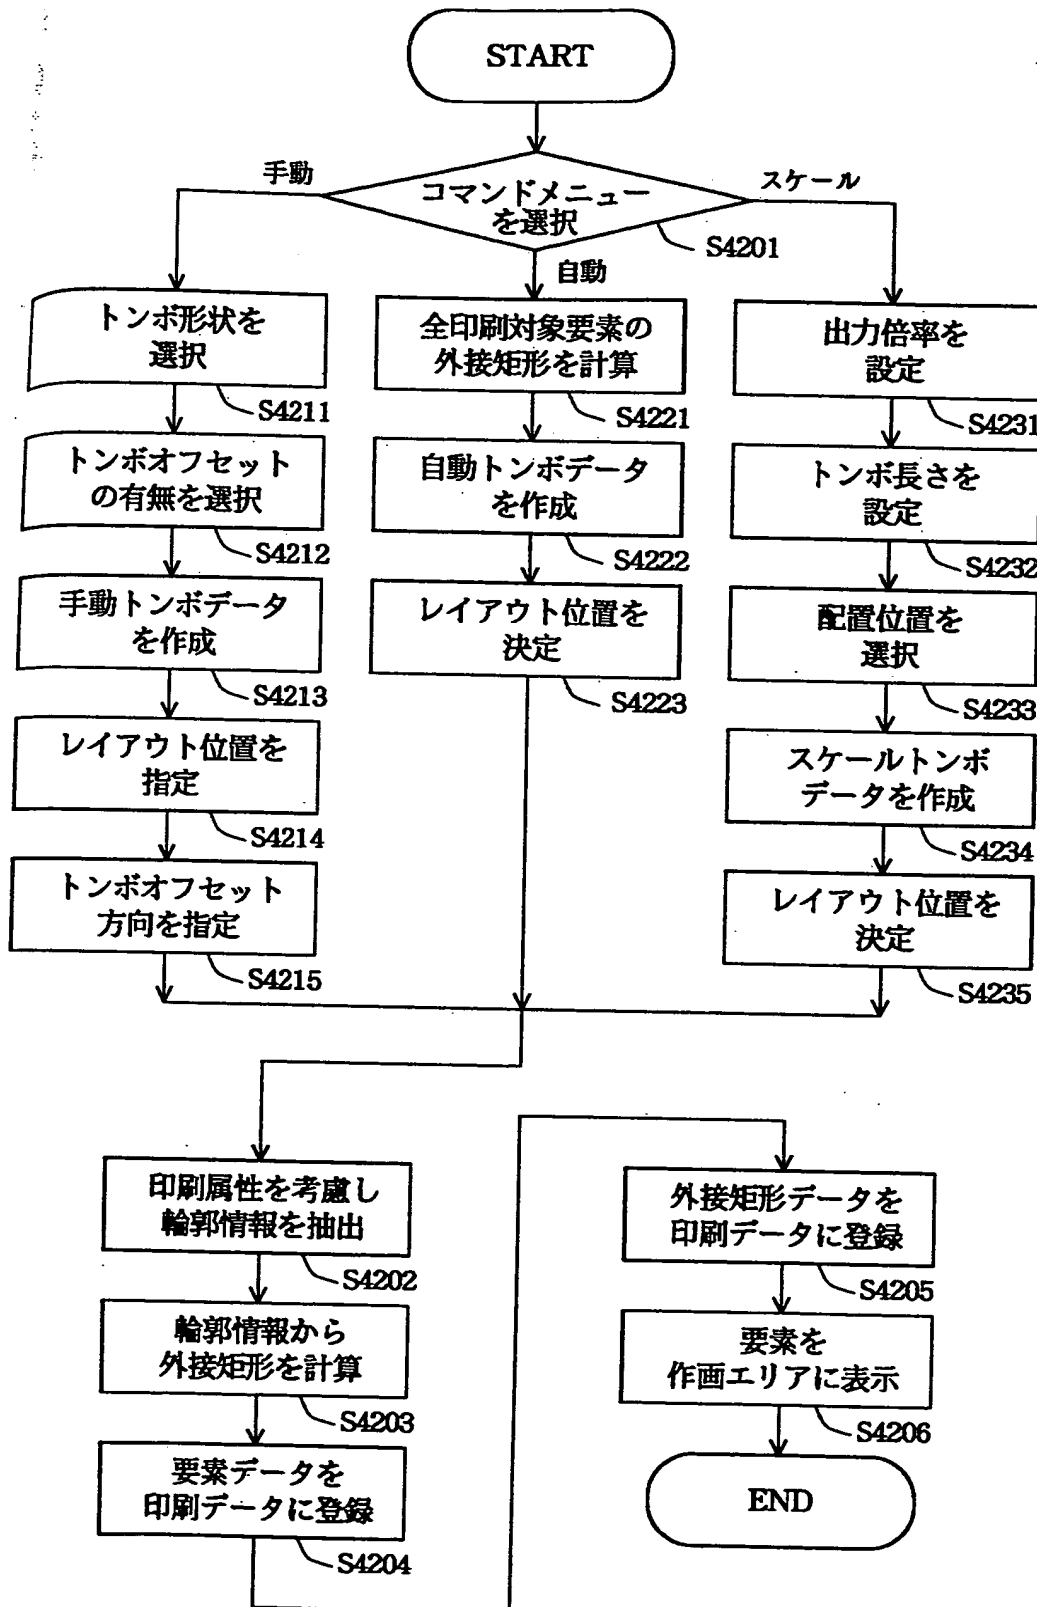 START
手動
コマンドメニュー
を選択
スケール
S4201
自動
トンボ形状を
選択
S4211
トンボオフセット
の有無を選択
S4212
手動トンボデータ
を作成
S4213
レイアウト位置を
指定
S4214
トンボオフセット
方向を指定
S4215
全印刷対象要素の
外接矩形を計算
S4221
自動トンボデータ
を作成
S4222
レイアウト位置を
決定
S4223
出力倍率を
設定
S4231
トンボ長さを
設定
S4232
配置位置を
選択
S4233
スケールトンボ
データを作成
S4234
レイアウト位置を
決定
S4235
印刷属性を考慮し
輪郭情報を抽出
S4202
輪郭情報から
外接矩形を計算
S4203
要素データを
印刷データに登録
S4204
外接矩形データを
印刷データに登録
S4205
要素を
作画エリアに表示
S4206
END